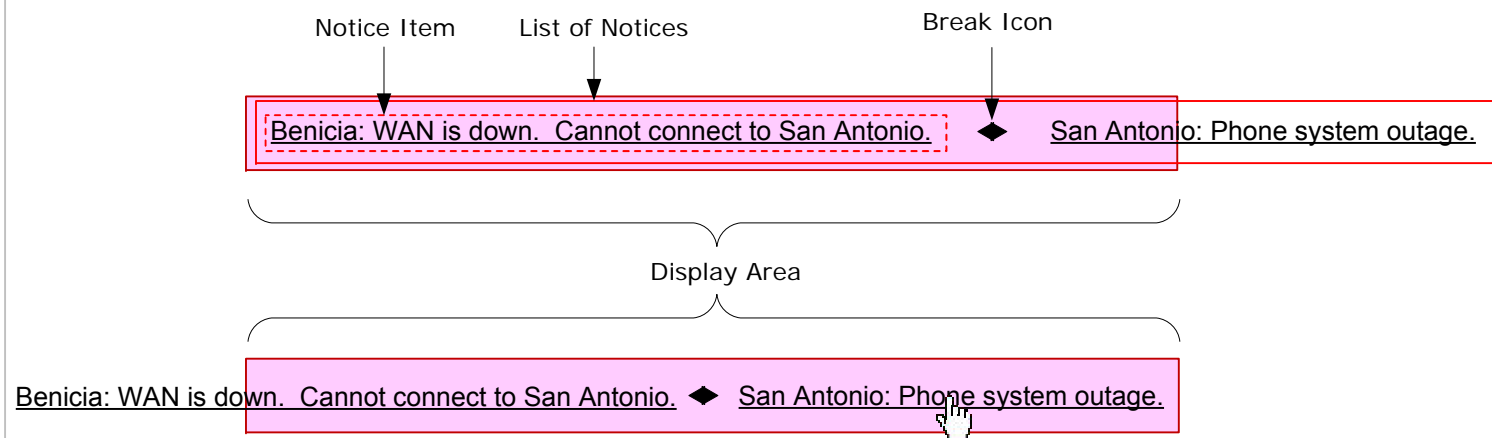 Notice Item List of Notices Break Icon
Benicia: WAN is down.  Cannot connect to San Antonio. San Antonio: Phone system outage.
Display Area
Benicia: WAN is down.  Cannot connect to San Antonio. San Antonio: Phone system outage.